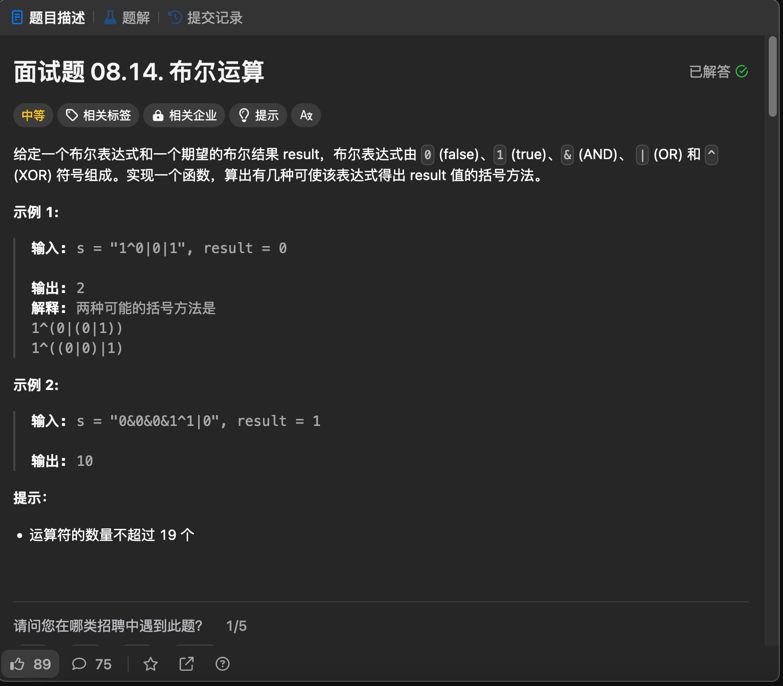 题目描述 题解 提交记录
面试题 08.14. 布尔运算
已解答
中等 相关标签 相关企业 提示 Aあ
给定一个布尔表达式和一个期望的布尔结果 result，布尔表达式由 0 (false)、1 (true)、& (AND)、 | (OR) 和 ^
(XOR) 符号组成。实现一个函数，算出有几种可使该表达式得出 result 值的括号方法。
示例 1:
输入: s = "1^0|0|1", result = 0
输出: 2
解释: 两种可能的括号方法是
1^(0|(0|1))
1^((0|0)|1)
示例 2:
输入: s = "0&0&0&1^1|0", result = 1
输出: 10
提示：
• 运算符的数量不超过 19 个
请问您在哪类招聘中遇到此题？ 1/5
89 75